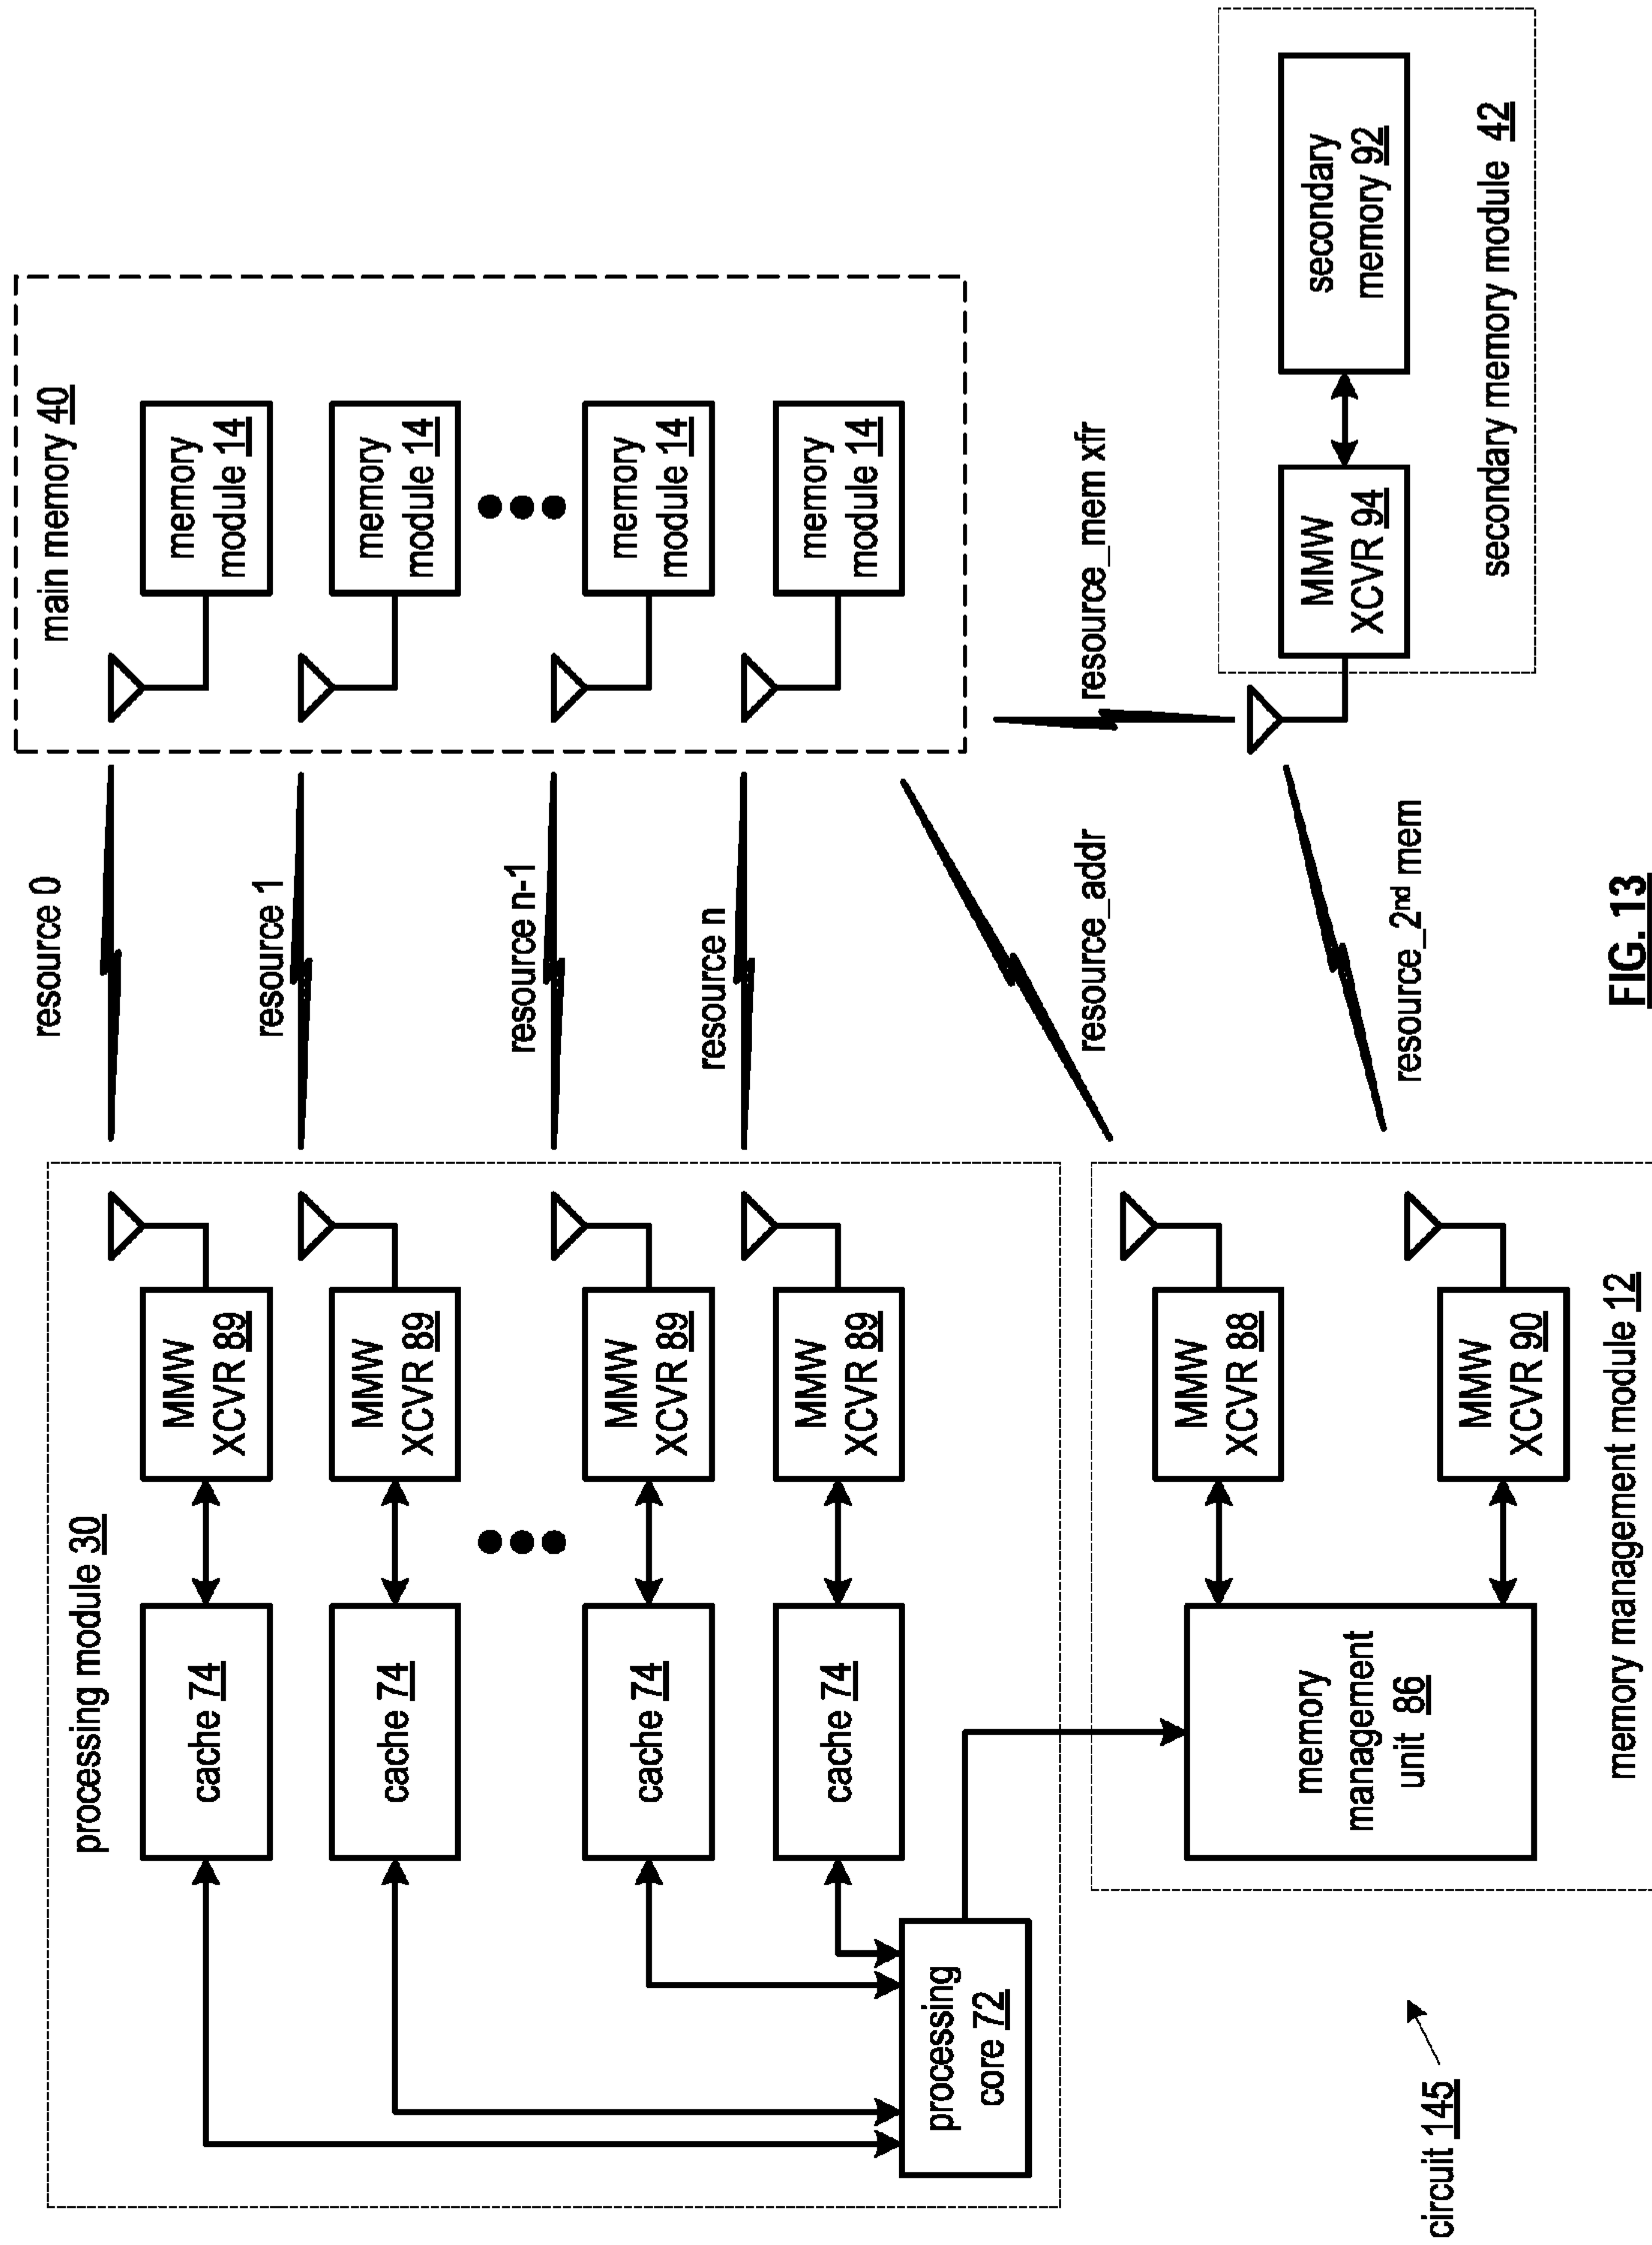 processing module 30
cache 74
MMW
XCVR 89
cache 74
MMW
XCVR 89
cache 74
MMW
XCVR 89
cache 74
MMW
XCVR 89
processing
core 72
resource 0
resource 1
resource n-1
resource n
main memory 40
memory
module 14
memory
module 14
memory
module 14
memory
module 14
resource_addr
resource_mem xfr
resource_2nd mem
memory
management
unit 86
MMW
XCVR 88
MMW
XCVR 90
memory management module 12
MMW
XCVR 94
secondary
memory 92
secondary memory module 42
circuit 145
FIG. 13